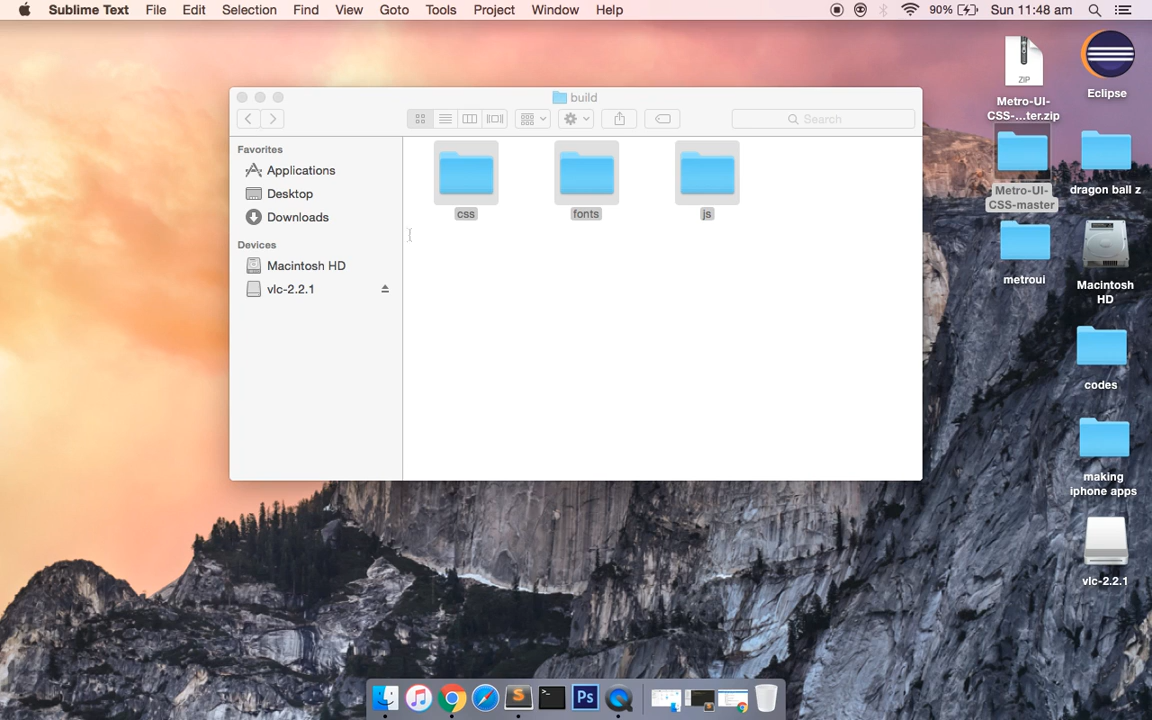 Sublime Text File Edit Selection Find View Goto Tools Project Window Help 90% Sun 11:48 am
build
Search
Favorites
Applications
Desktop
Downloads
Devices
Macintosh HD
vlc-2.2.1
css
fonts
js
ZIP
Metro-UI-
CSS-...ter.zip
Eclipse
Metro-UI-
CSS-master
dragon ball z
metroui
Macintosh
HD
codes
making
iphone apps
vlc-2.2.1
S
>_
Ps